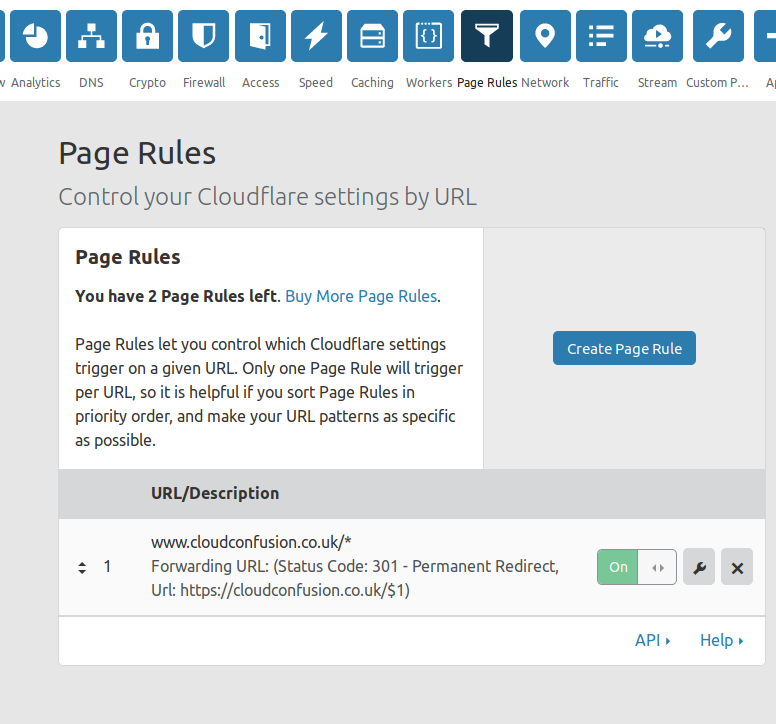 Analytics DNS Crypto Firewall Access Speed Caching Workers Page Rules Network Traffic Stream Custom P...
Page Rules
Control your Cloudflare settings by URL
Page Rules
You have 2 Page Rules left. Buy More Page Rules.
Page Rules let you control which Cloudflare settings
trigger on a given URL. Only one Page Rule will trigger
per URL, so it is helpful if you sort Page Rules in
priority order, and make your URL patterns as specific
as possible.
Create Page Rule
URL/Description
1
www.cloudconfusion.co.uk/*
Forwarding URL: (Status Code: 301 - Permanent Redirect,
Url: https://cloudconfusion.co.uk/$1)
On
API
Help